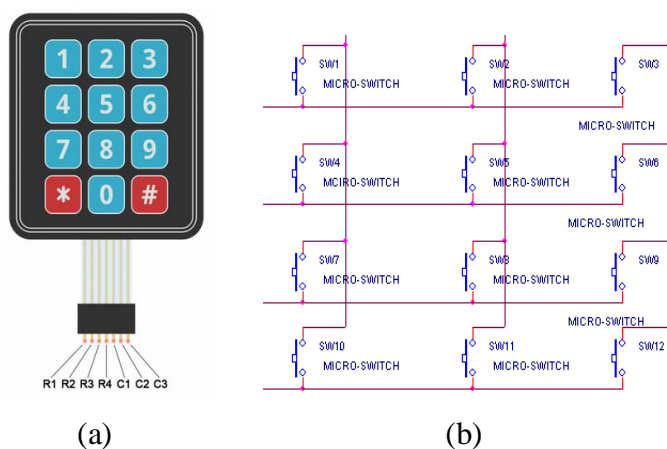 1 2 3
4 5 6
7 8 9
* 0 #
R1 R2 R3 R4 C1 C2 C3
(a)
SW1 SW2 SW3
MICRO-SWITCH MICRO-SWITCH
MICRO-SWITCH
SW4 SW5 SW6
MCIRO-SWITCH MICRO-SWITCH
MICRO-SWITCH
SW7 SW8 SW9
MICRO-SWITCH MICRO-SWITCH
MICRO-SWITCH
SW10 SW11 SW12
MICRO-SWITCH MICRO-SWITCH
(b)